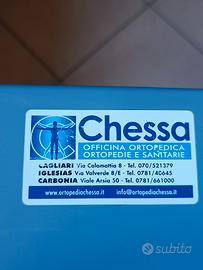 Chessa
OFFICINA ORTOPEDICA
ORTOPEDIE E SANITARIE
CAGLIARI Via Calamattia 8 - Tel. 070/521379
IGLESIAS Via Valverde 8/E - Tel. 0781/40645
CARBONIA Viale Arsia 50 - Tel. 0781/661000
www.ortopediachessa.it info@ortopediachessa.it
subito